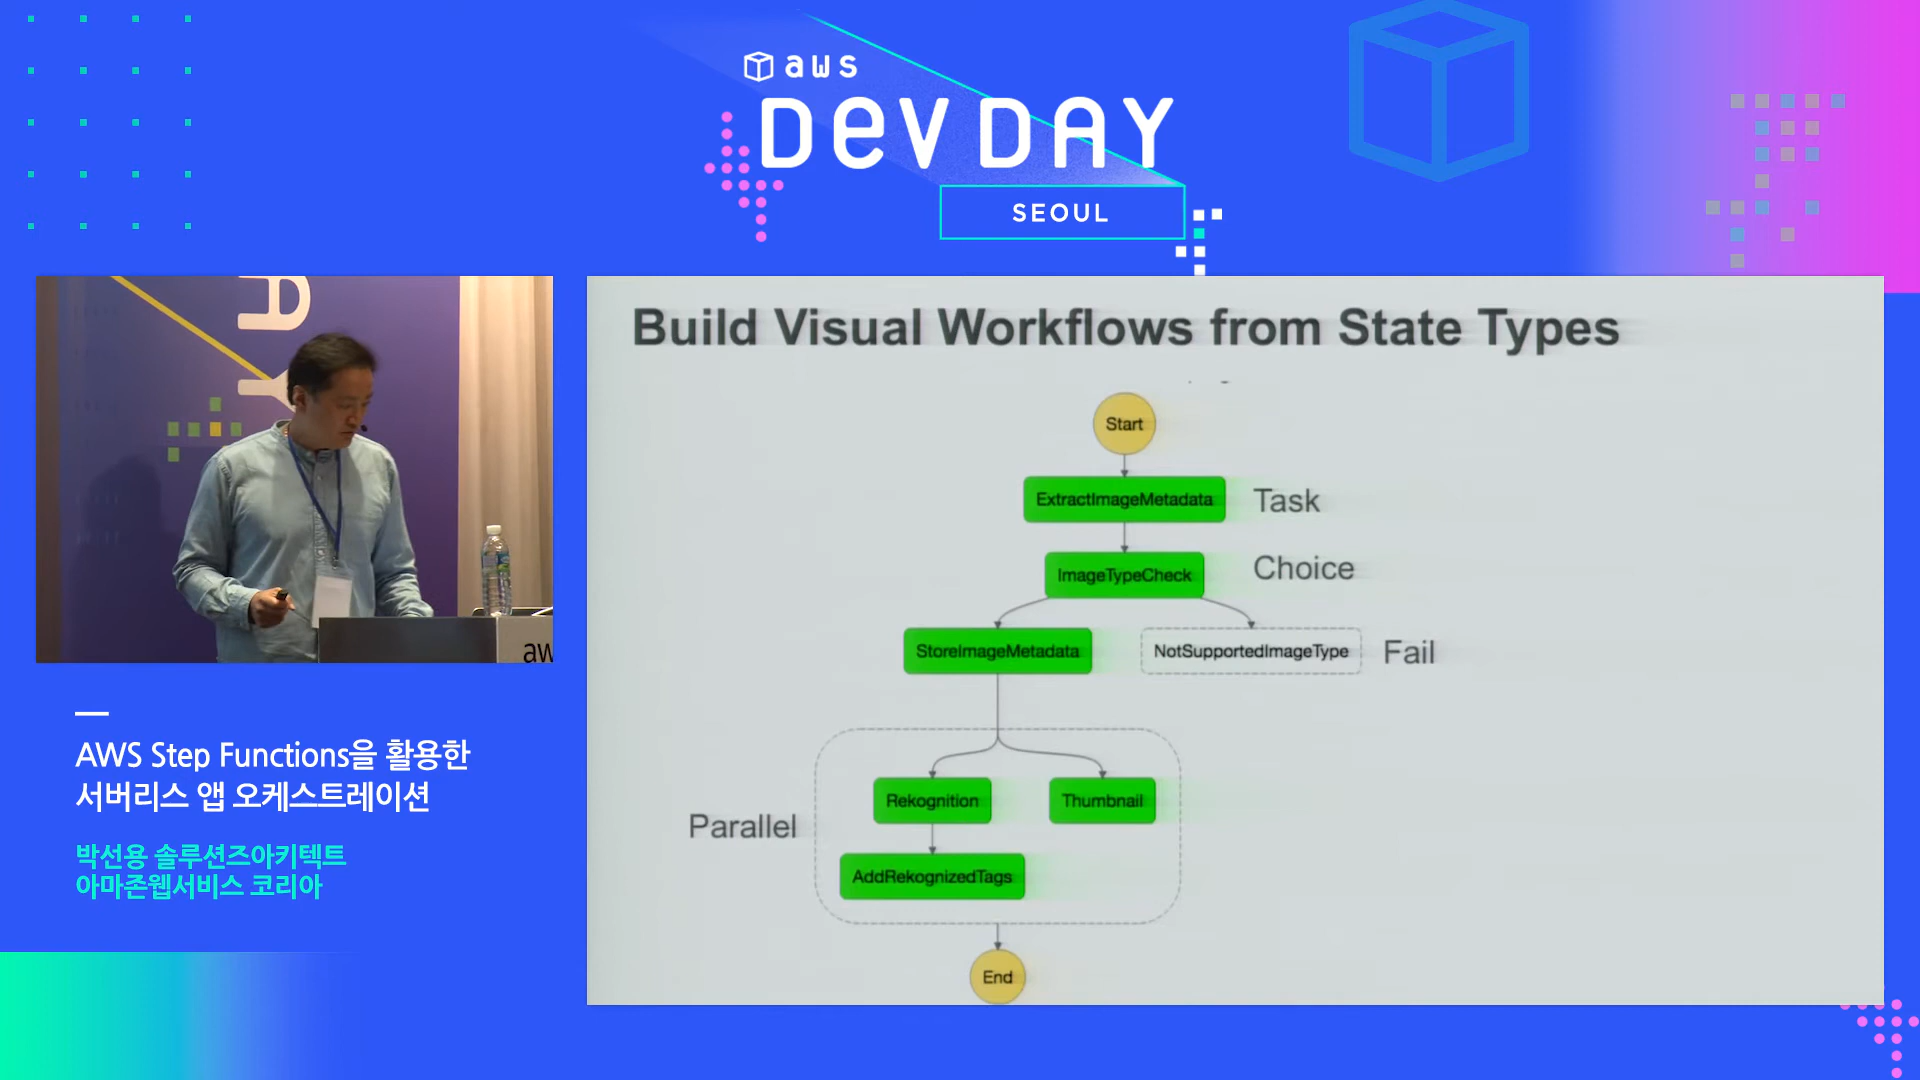 aws
DEV DAY
SEOUL
Build Visual Workflows from State Types
Start
ExtractImageMetadata
Task
ImageTypeCheck
Choice
StoreImageMetadata
NotSupportedImageType
Fail
Parallel
Rekognition
Thumbnail
AddRekognizedTags
End
AWS Step Functions을 활용한
서버리스 앱 오케스트레이션
박선용 솔루션즈아키텍트
아마존웹서비스 코리아
aw